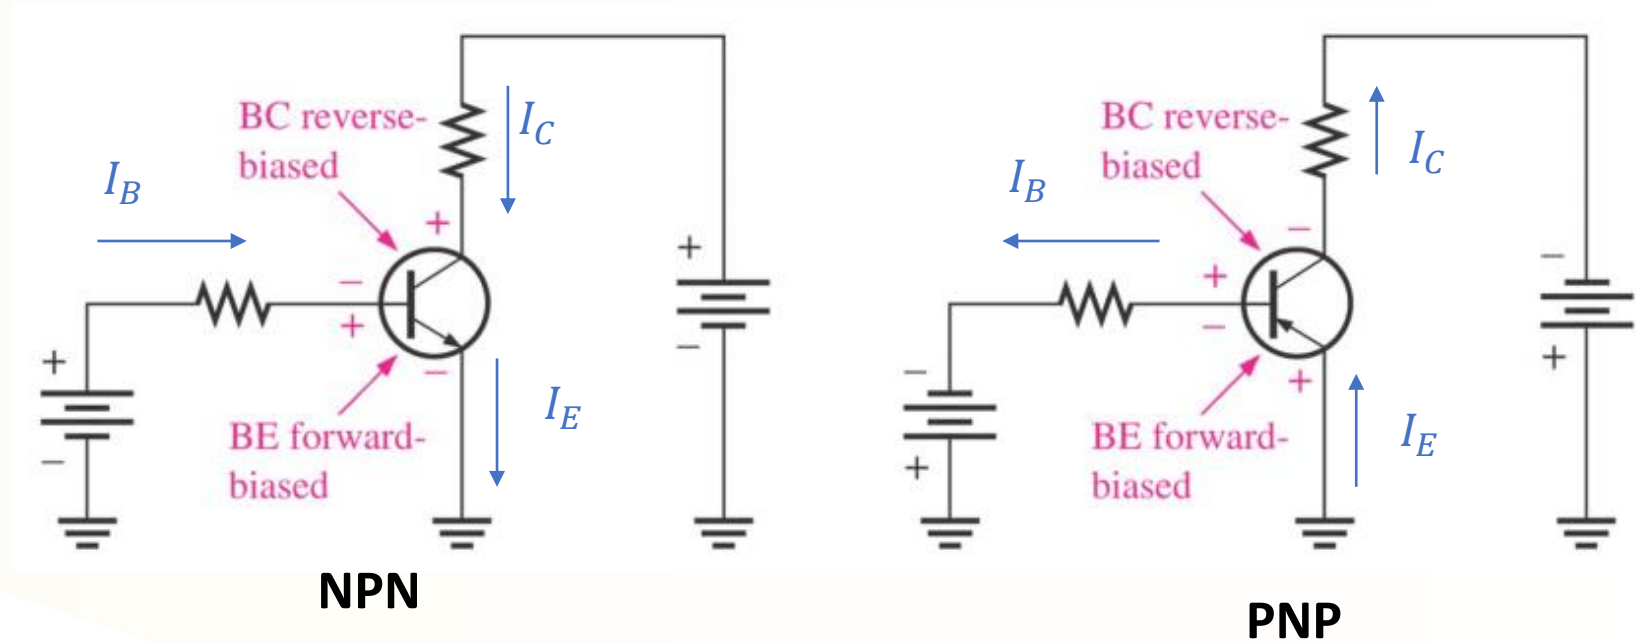 BC reverse-
biased
I_C
I_B
+
−
+
−
+
−
+
−
BE forward-
biased
I_E
NPN
BC reverse-
biased
I_C
I_B
−
+
−
+
−
+
−
+
BE forward-
biased
I_E
PNP